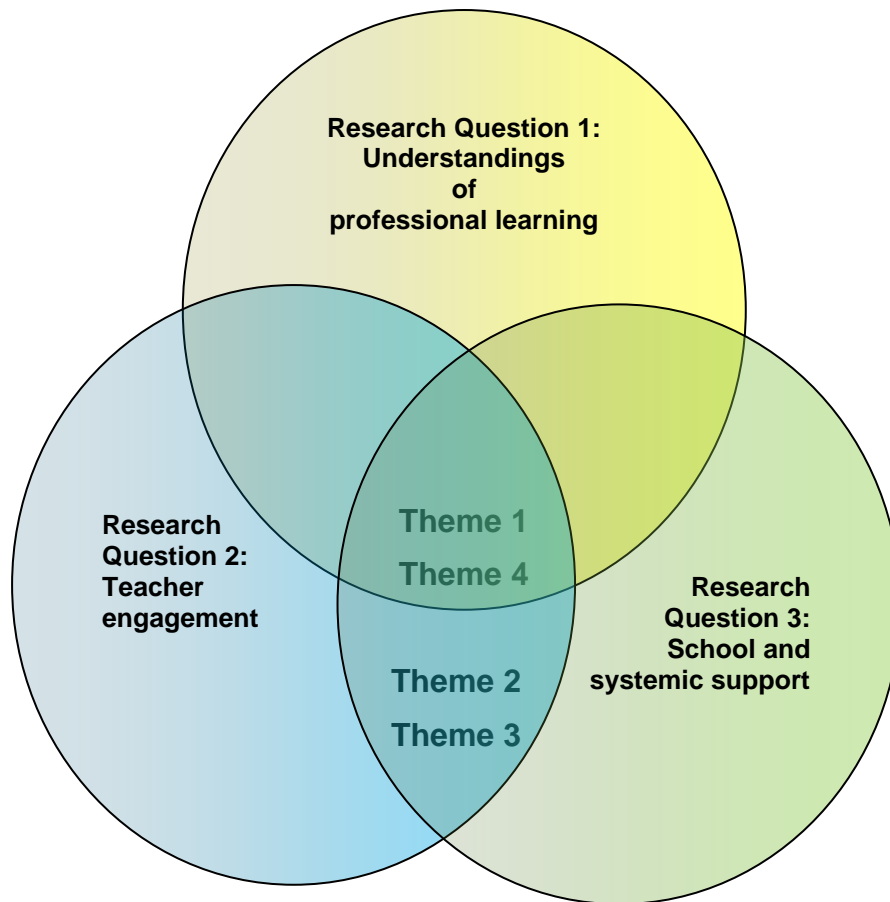 Research Question 1:
Understandings
of
professional learning
Research
Question 2:
Teacher
engagement
Theme 1
Theme 4
Research
Question 3:
School and
systemic support
Theme 2
Theme 3